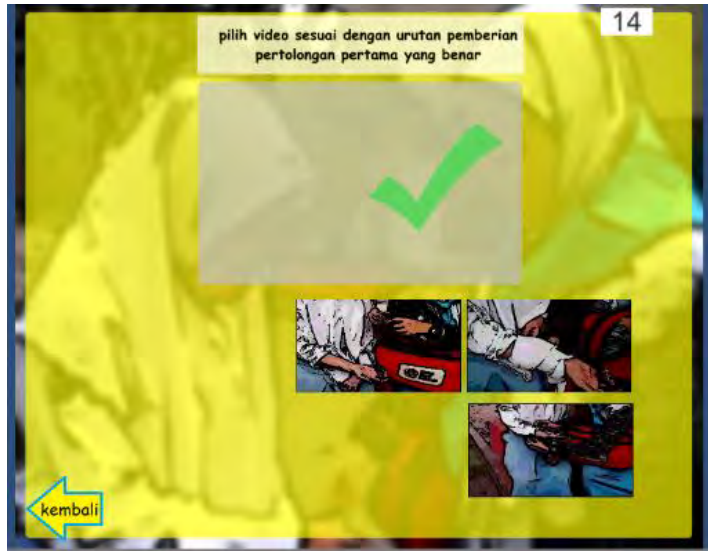 14
pilih video sesuai dengan urutan pemberian
pertolongan pertama yang benar
kembali